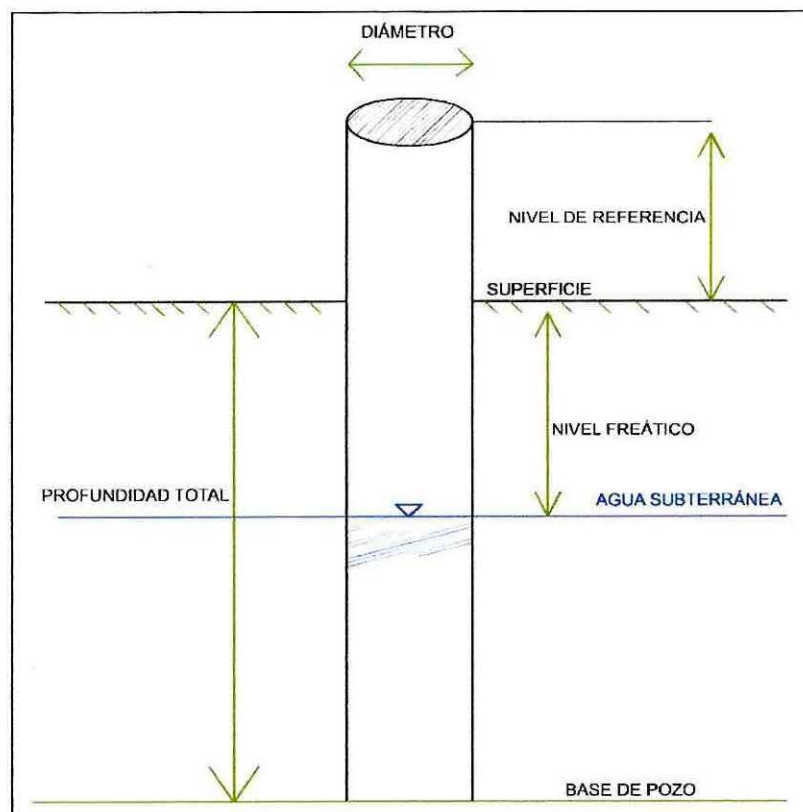 DIÁMETRO
NIVEL DE REFERENCIA
SUPERFICIE
NIVEL FREÁTICO
PROFUNDIDAD TOTAL
AGUA SUBTERRÁNEA
BASE DE POZO